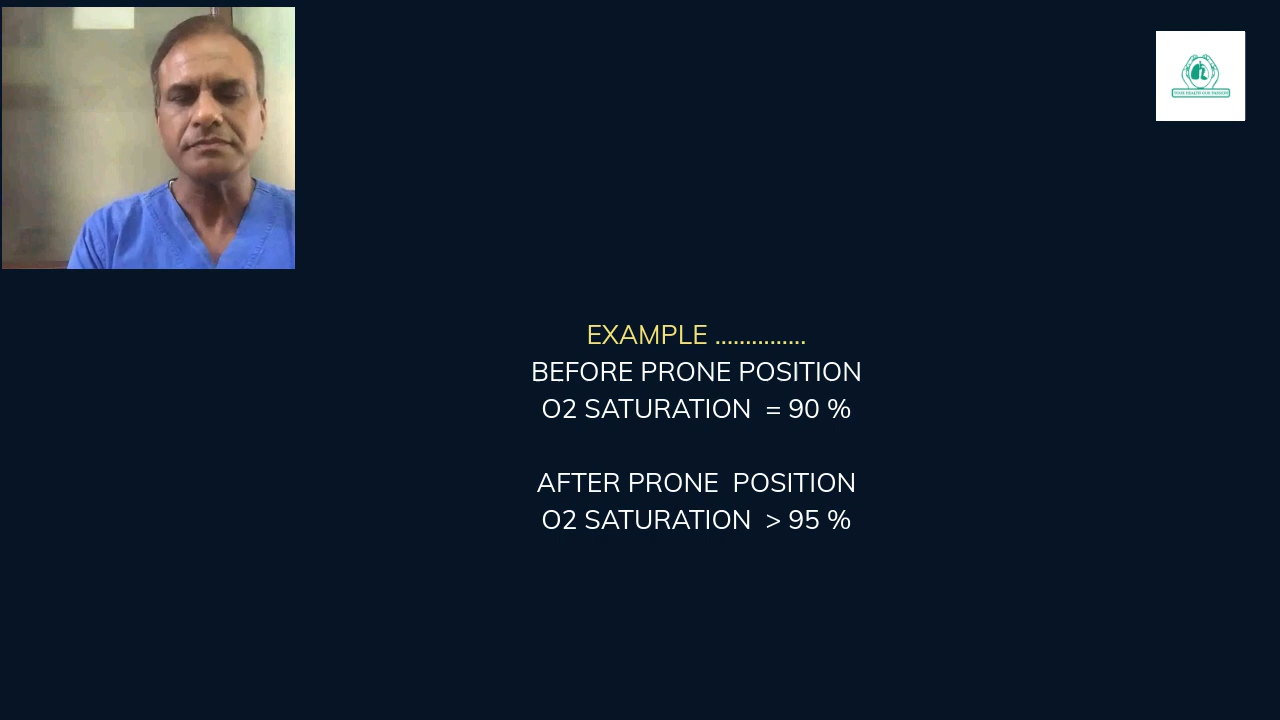 EXAMPLE ...............
BEFORE PRONE POSITION
O2 SATURATION = 90 %
AFTER PRONE POSITION
O2 SATURATION > 95 %